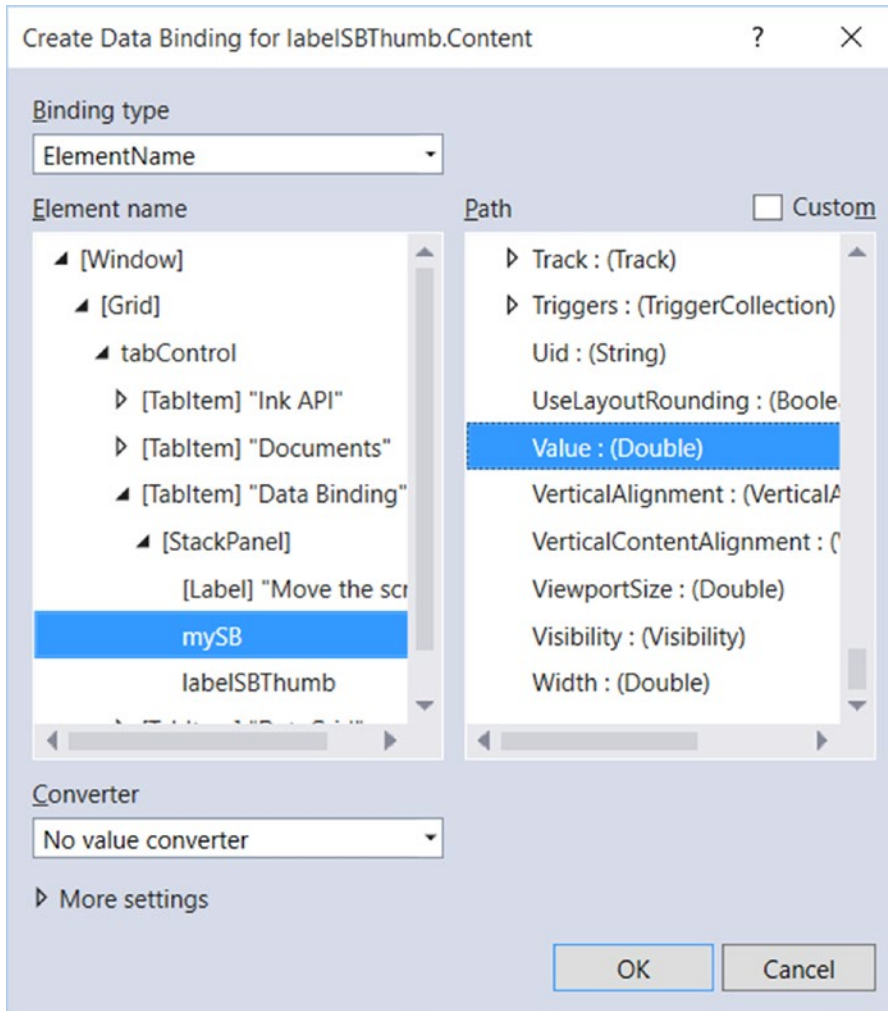 Create Data Binding for labelSBThumb.Content ?
Binding type
ElementName
Element name
[Window]
[Grid]
tabControl
[TabItem] "Ink API"
[TabItem] "Documents"
[TabItem] "Data Binding"
[StackPanel]
[Label] "Move the scr
mySB
labelSBThumb
Path
Custom
Track : (Track)
Triggers : (TriggerCollection)
Uid : (String)
UseLayoutRounding : (Boole
Value : (Double)
VerticalAlignment : (VerticalA
VerticalContentAlignment : (
ViewportSize : (Double)
Visibility : (Visibility)
Width : (Double)
Converter
No value converter
More settings
OK
Cancel